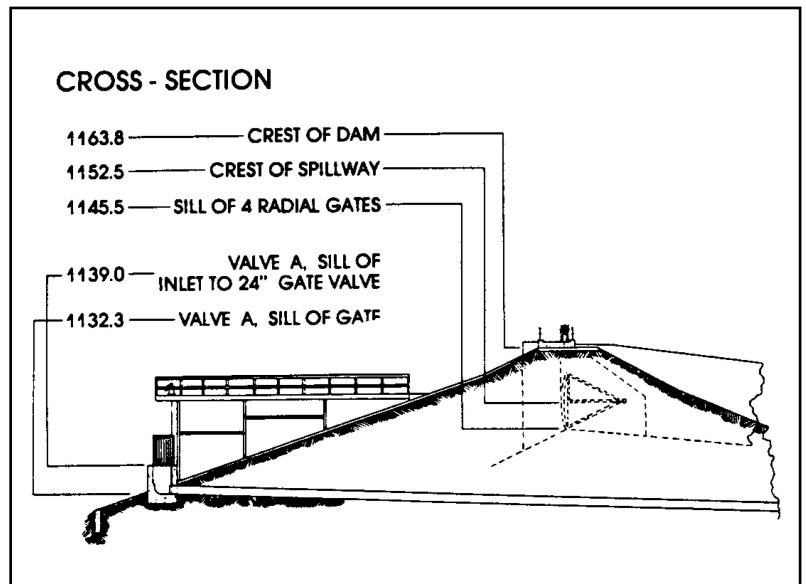 CROSS - SECTION
1163.8 CREST OF DAM
1152.5 CREST OF SPILLWAY
1145.5 SILL OF 4 RADIAL GATES
1139.0 VALVE A, SILL OF
INLET TO 24" GATE VALVE
1132.3 VALVE A, SILL OF GATE